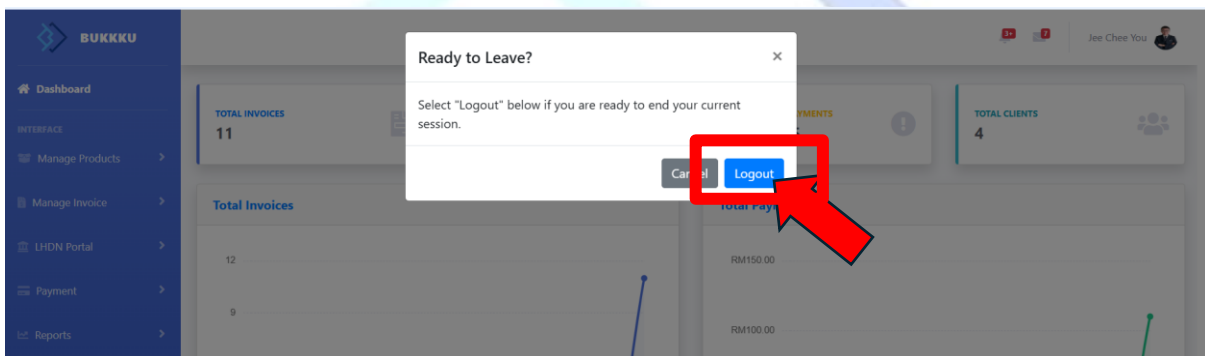 BUKKKU
3+
7
Jee Chee You
Ready to Leave?
×
Dashboard
Select "Logout" below if you are ready to end your current
session.
TOTAL INVOICES
11
TOTAL CLIENTS
4
INTERFACE
Manage Products
Cancel
Logout
Manage Invoice
Total Invoices
LHDN Portal
12
RM150.00
Payment
9
Reports
RM100.00